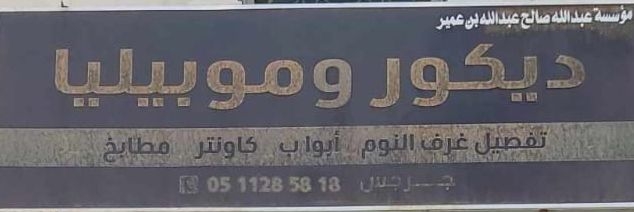 مؤسسة عبدالله صالح عبدالله بن عمير
ديكور وموبيليا
تفصيل غرف النوم أبواب كاونتر مطابخ
05 1128 58 18